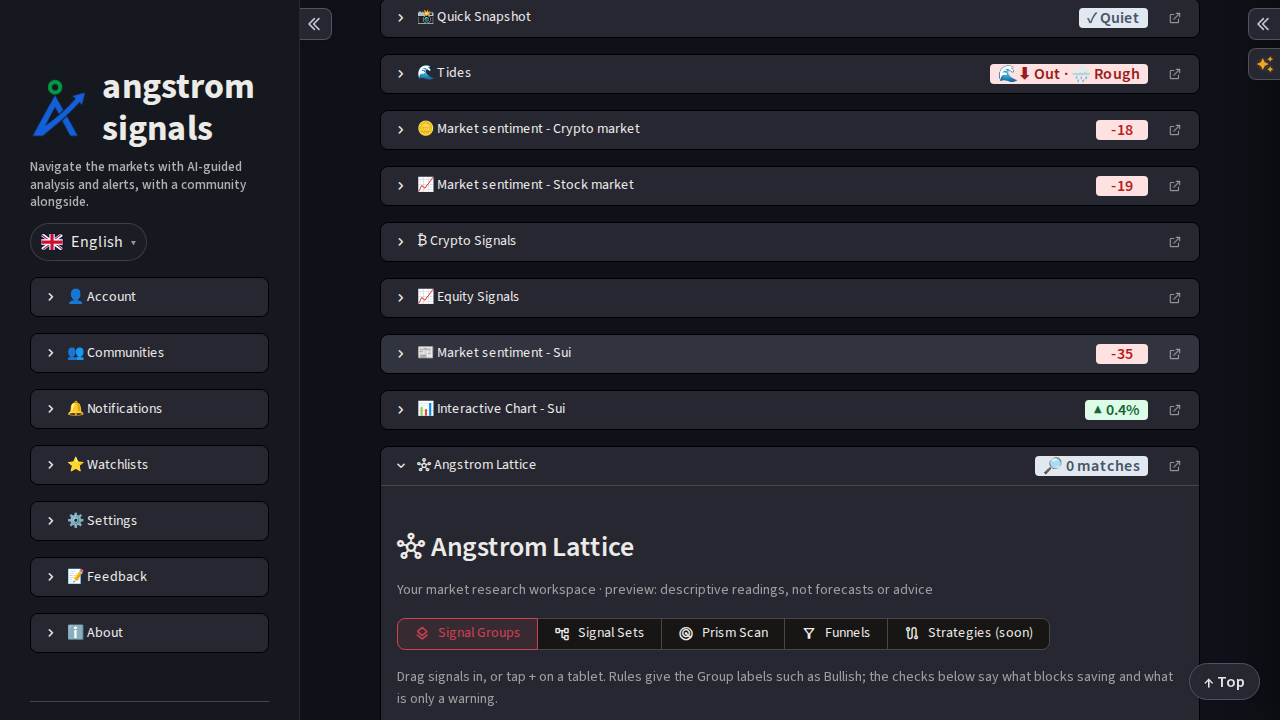 angstrom
signals
Navigate the markets with AI-guided
analysis and alerts, with a community
alongside.
English
Account
Communities
Notifications
Watchlists
Settings
Feedback
About
Quick Snapshot
✓ Quiet
Tides
⬇ Out · Rough
Market sentiment - Crypto market
-18
Market sentiment - Stock market
-19
₿ Crypto Signals
Equity Signals
Market sentiment - Sui
-35
Interactive Chart - Sui
▲ 0.4%
Angstrom Lattice
0 matches
Angstrom Lattice
Your market research workspace · preview: descriptive readings, not forecasts or advice
Signal Groups
Signal Sets
Prism Scan
Funnels
Strategies (soon)
Drag signals in, or tap + on a tablet. Rules give the Group labels such as Bullish; the checks below say what blocks saving and what
is only a warning.
↑ Top